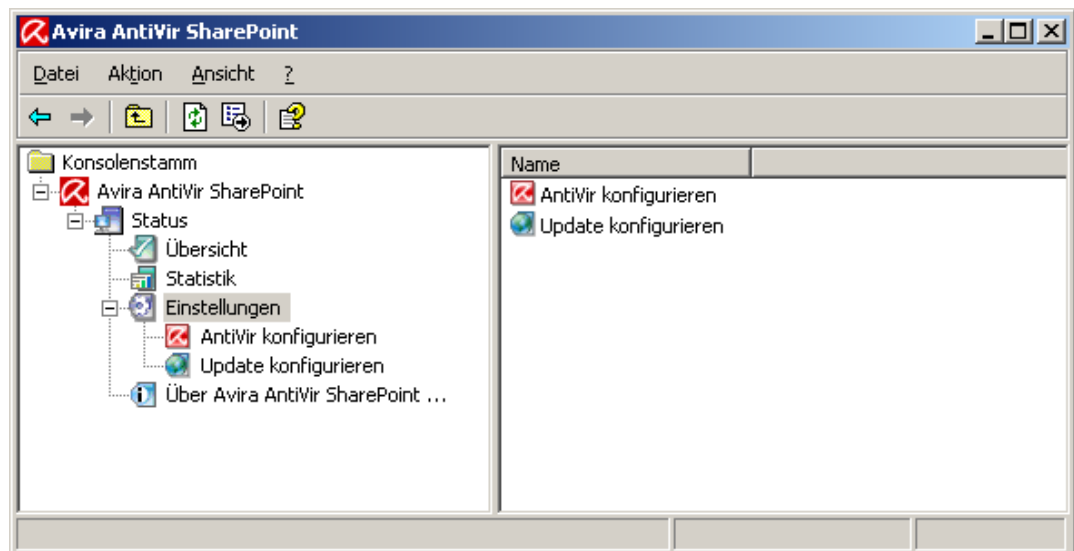 Avira AntiVir SharePoint
Datei Aktion Ansicht ?
Konsolenstamm
Avira AntiVir SharePoint
Status
Übersicht
Statistik
Einstellungen
AntiVir konfigurieren
Update konfigurieren
Über Avira AntiVir SharePoint ...
Name
AntiVir konfigurieren
Update konfigurieren